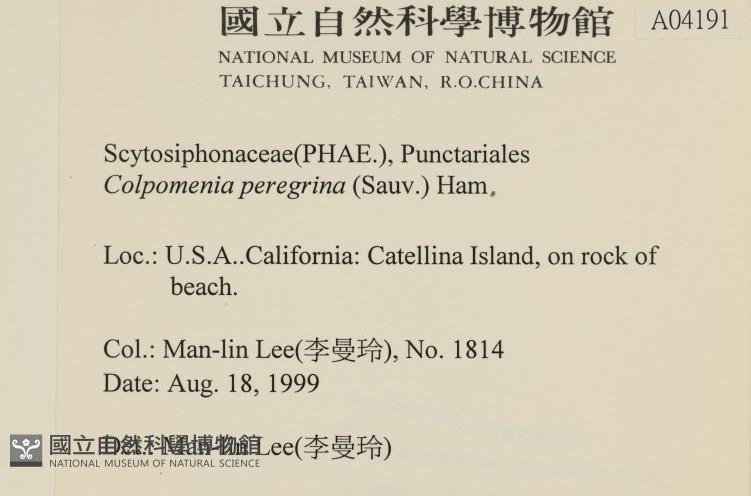 國立自然科學博物館
A04191
NATIONAL MUSEUM OF NATURAL SCIENCE
TAICHUNG, TAIWAN, R.O.CHINA
Scytosiphonaceae(PHAE.), Punctariales
Colpomenia peregrina (Sauv.) Ham.
Loc.: U.S.A..California: Catellina Island, on rock of
beach.
Col.: Man-lin Lee(李曼玲), No. 1814
Date: Aug. 18, 1999
Det.: Man-lin Lee(李曼玲)
國立自然科學博物館
NATIONAL MUSEUM OF NATURAL SCIENCE